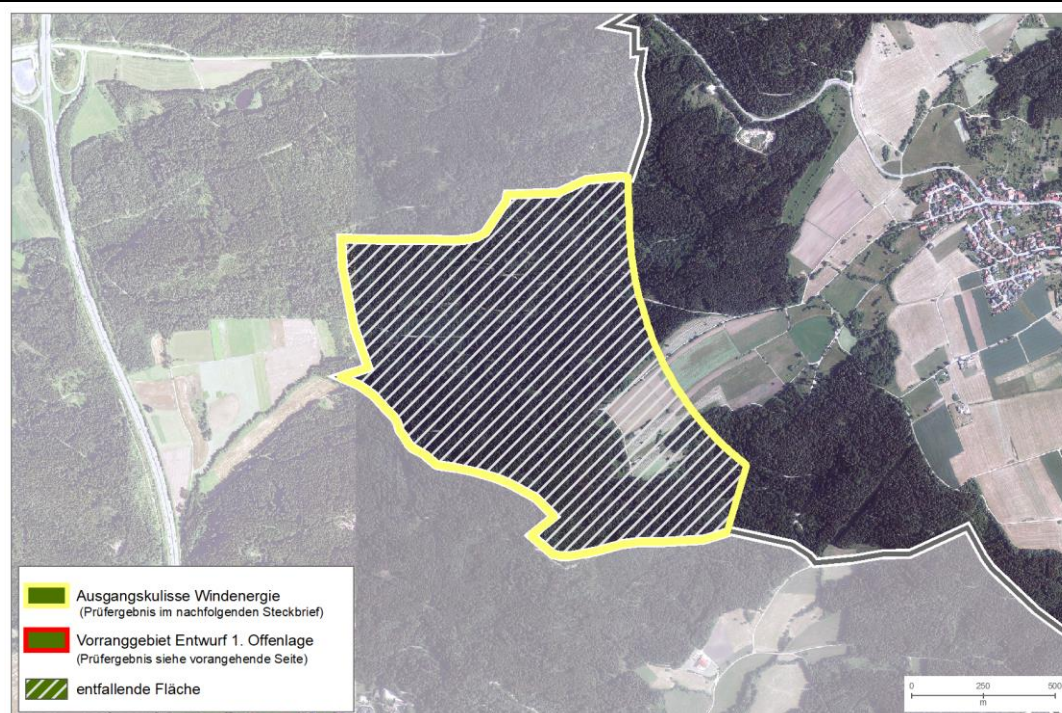 Ausgangskulisse Windenergie
(Prüfergebnis im nachfolgenden Steckbrief)
Vorranggebiet Entwurf 1. Offenlage
(Prüfergebnis siehe vorangehende Seite)
entfallende Fläche
0 250 500
m